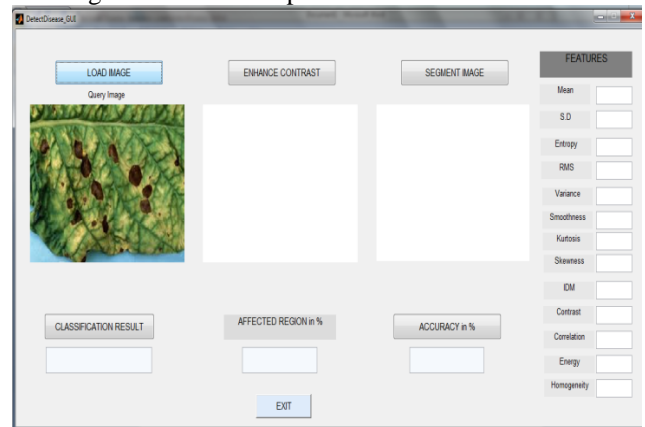 DetectDisease_GUI
LOAD IMAGE
ENHANCE CONTRAST
SEGMENT IMAGE
Query Image
FEATURES
Mean
S.D
Entropy
RMS
Variance
Smoothness
Kurtosis
Skewness
IDM
Contrast
Correlation
Energy
Homogeneity
CLASSIFICATION RESULT
AFFECTED REGION in %
ACCURACY in %
EXIT